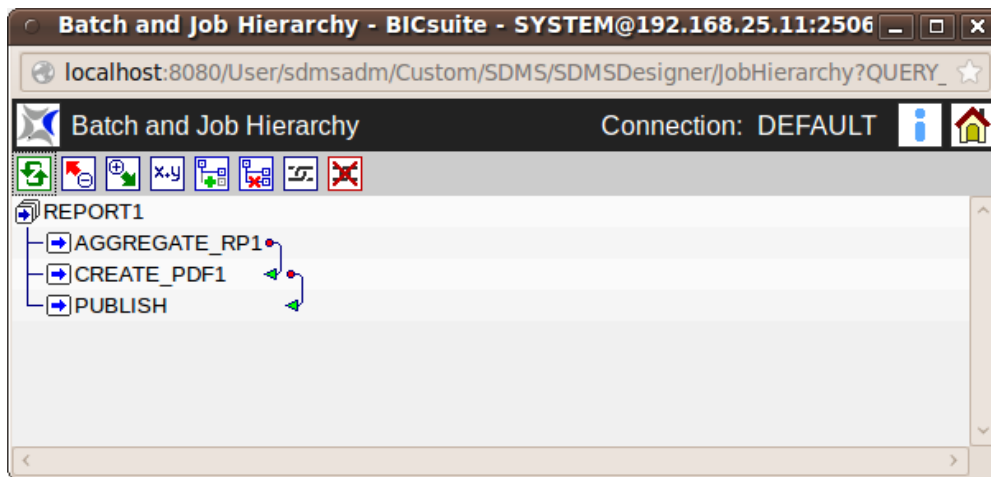 Batch and Job Hierarchy - BICsuite - SYSTEM@192.168.25.11:2506
localhost:8080/User/sdmsadm/Custom/SDMS/SDMSDesigner/JobHierarchy?QUERY_
Batch and Job Hierarchy Connection: DEFAULT
x+y
REPORT1
AGGREGATE_RP1
CREATE_PDF1
PUBLISH